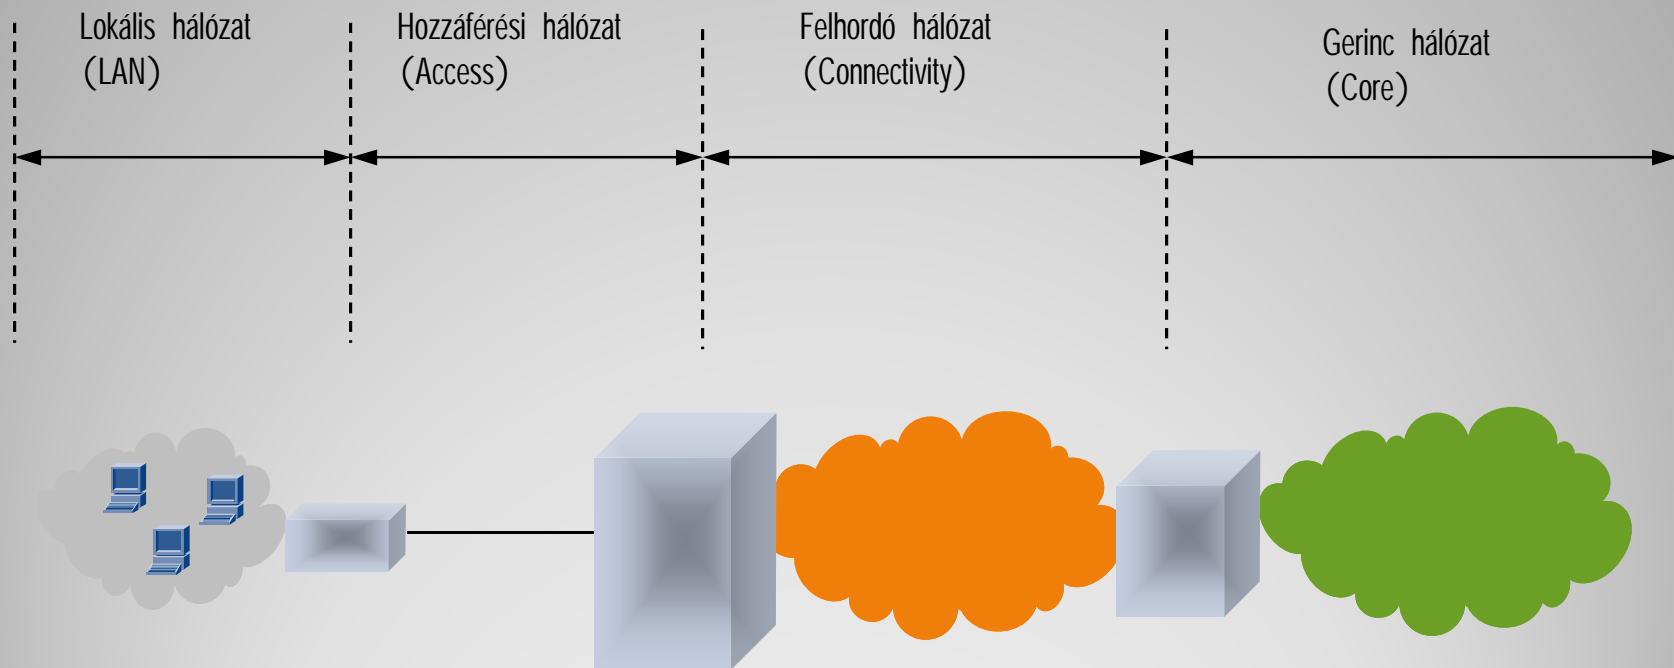 Lokális hálózat
(LAN)
Hozzáférési hálózat
(Access)
Felhordó hálózat
(Connectivity)
Gerinc hálózat
(Core)